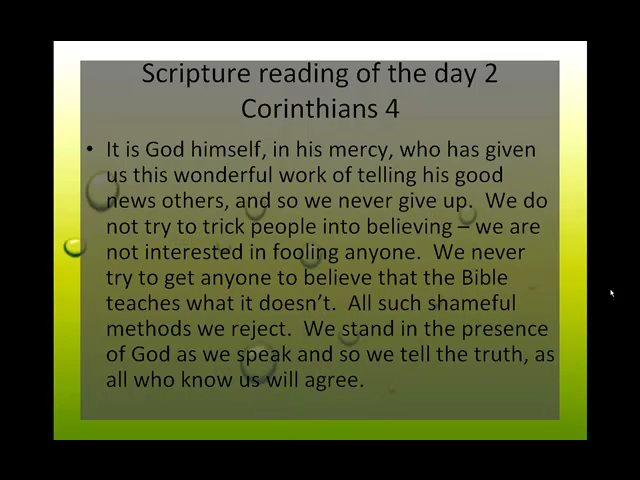 Scripture reading of the day 2
Corinthians 4
• It is God himself, in his mercy, who has given
us this wonderful work of telling his good
news others, and so we never give up.  We do
not try to trick people into believing – we are
not interested in fooling anyone.  We never
try to get anyone to believe that the Bible
teaches what it doesn’t.  All such shameful
methods we reject.  We stand in the presence
of God as we speak and so we tell the truth, as
all who know us will agree.